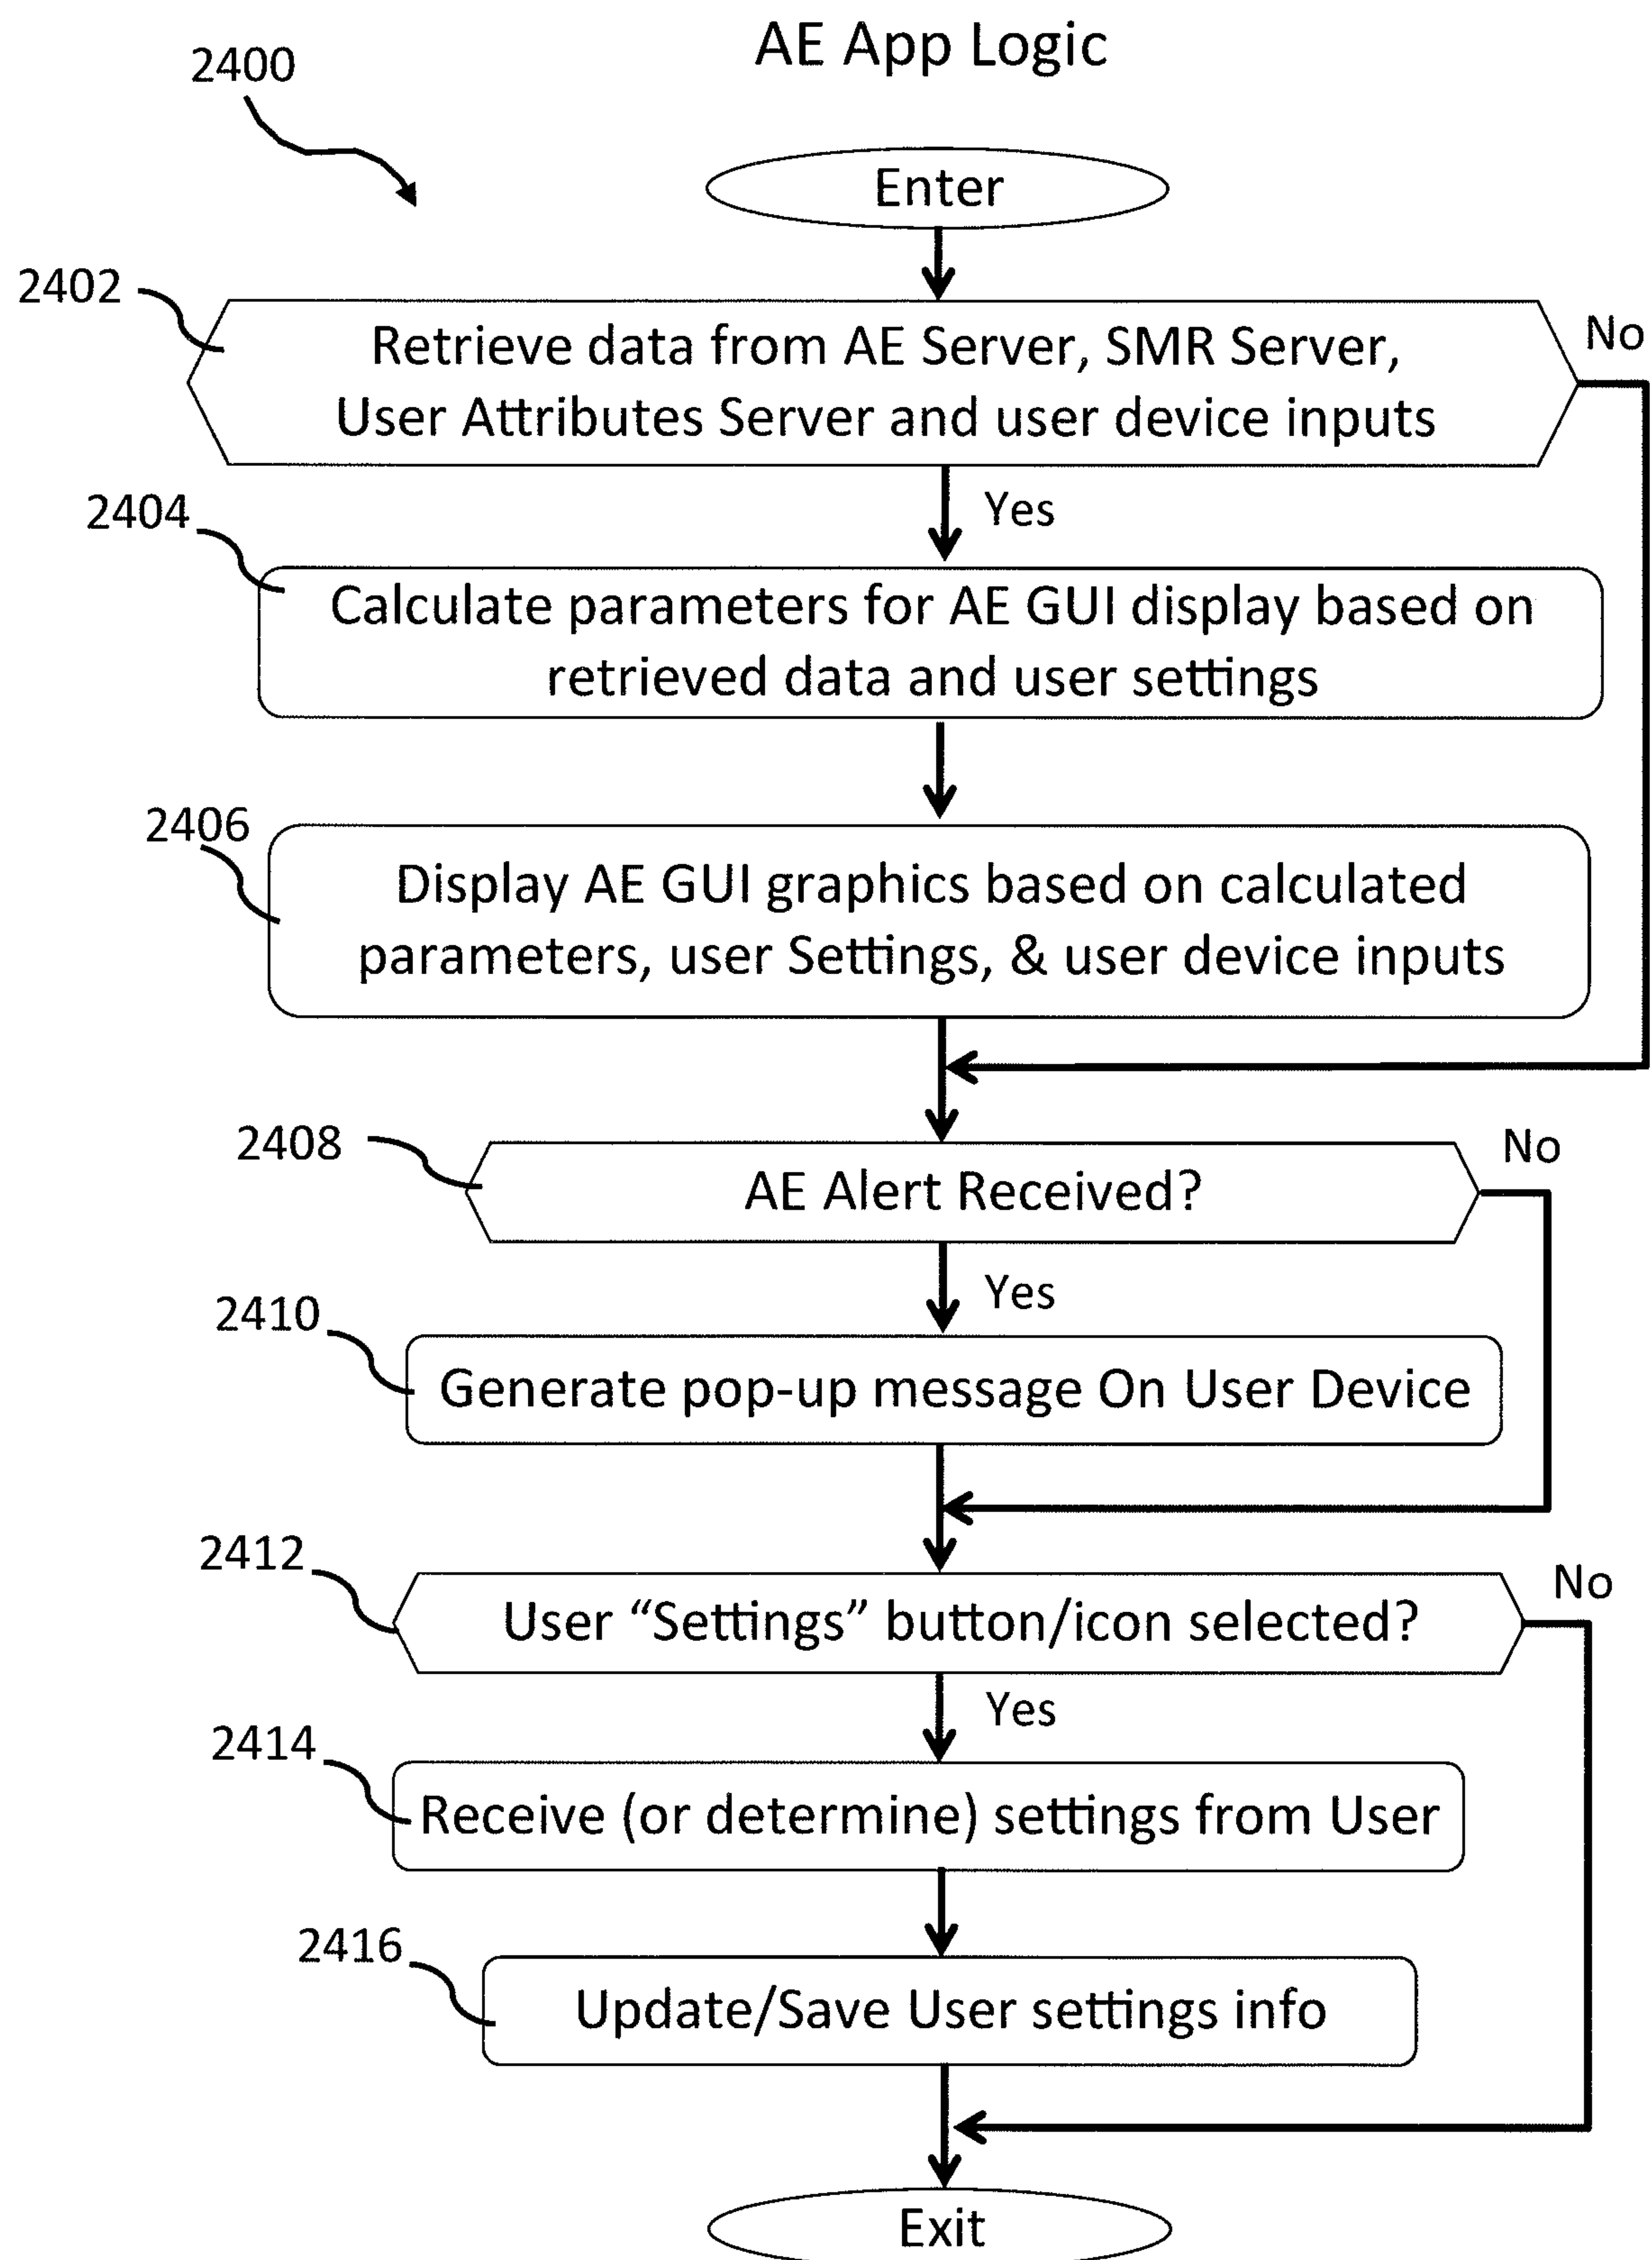 AE App Logic
2400
Enter
2402
Retrieve data from AE Server, SMR Server,
User Attributes Server and user device inputs
No
Yes
2404
Calculate parameters for AE GUI display based on
retrieved data and user settings
2406
Display AE GUI graphics based on calculated
parameters, user Settings, & user device inputs
2408
AE Alert Received?
No
Yes
2410
Generate pop-up message On User Device
2412
User “Settings” button/icon selected?
No
Yes
2414
Receive (or determine) settings from User
2416
Update/Save User settings info
Exit